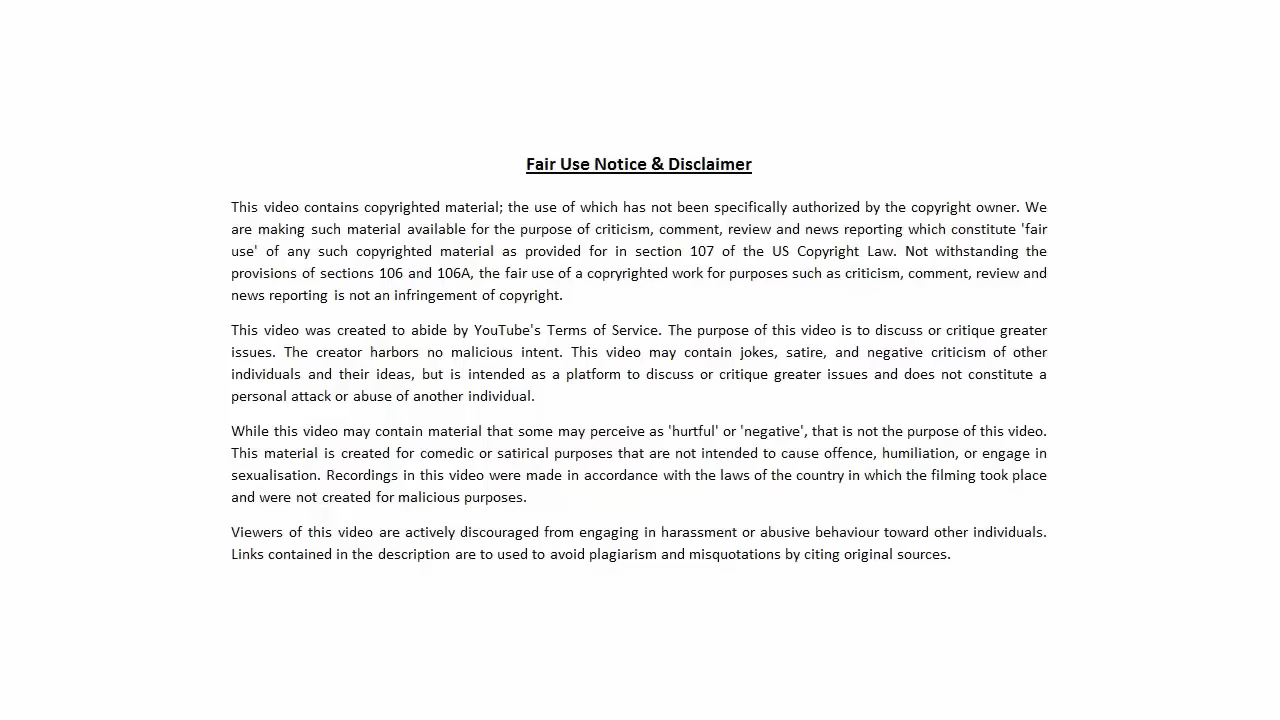 Fair Use Notice & Disclaimer
This video contains copyrighted material; the use of which has not been specifically authorized by the copyright owner. We
are making such material available for the purpose of criticism, comment, review and news reporting which constitute 'fair
use' of any such copyrighted material as provided for in section 107 of the US Copyright Law. Not withstanding the
provisions of sections 106 and 106A, the fair use of a copryrighted work for purposes such as criticism, comment, review and
news reporting is not an infringement of copyright.
This video was created to abide by YouTube's Terms of Service. The purpose of this video is to discuss or critique greater
issues. The creator harbors no malicious intent. This video may contain jokes, satire, and negative criticism of other
individuals and their ideas, but is intended as a platform to discuss or critique greater issues and does not constitute a
personal attack or abuse of another individual.
While this video may contain material that some may perceive as 'hurtful' or 'negative', that is not the purpose of this video.
This material is created for comedic or satirical purposes that are not intended to cause offence, humiliation, or engage in
sexualisation. Recordings in this video were made in accordance with the laws of the country in which the filming took place
and were not created for malicious purposes.
Viewers of this video are actively discouraged from engaging in harassment or abusive behaviour toward other individuals.
Links contained in the description are to used to avoid plagiarism and misquotations by citing original sources.